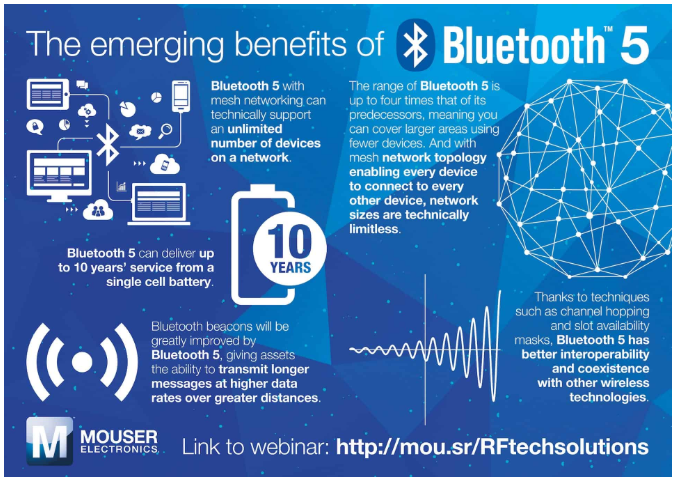 The emerging benefits of Bluetooth™ 5
Bluetooth 5 with
mesh networking can
technically support
an unlimited
number of devices
on a network.
The range of Bluetooth 5 is
up to four times that of its
predecessors, meaning you
can cover larger areas using
fewer devices. And with
mesh network topology
enabling every device
to connect to every
other device, network
sizes are technically
limitless.
Bluetooth 5 can deliver up
to 10 years' service from a
single cell battery.
10
YEARS
Bluetooth beacons will be
greatly improved by
Bluetooth 5, giving assets
the ability to transmit longer
messages at higher data
rates over greater distances.
Thanks to techniques
such as channel hopping
and slot availability
masks, Bluetooth 5 has
better interoperability
and coexistence
with other wireless
technologies.
M
MOUSER
ELECTRONICS
Link to webinar: http://mou.sr/RFtechsolutions